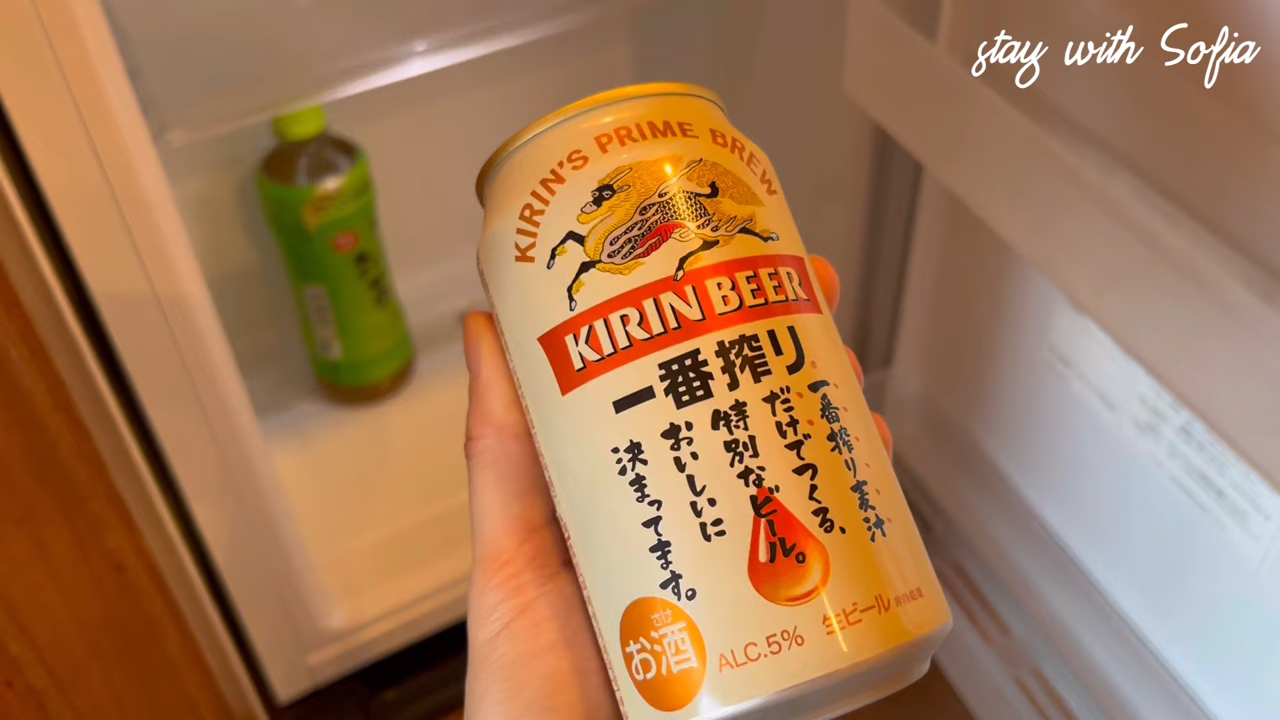 stay with Sofia
KIRIN'S PRIME BREW
KIRIN BEER
一番搾り
一番搾り麦汁
だけでつくる、
特別なビール。
おいしいに
決まってます。
さけ
お酒
ALC.5%
生ビール